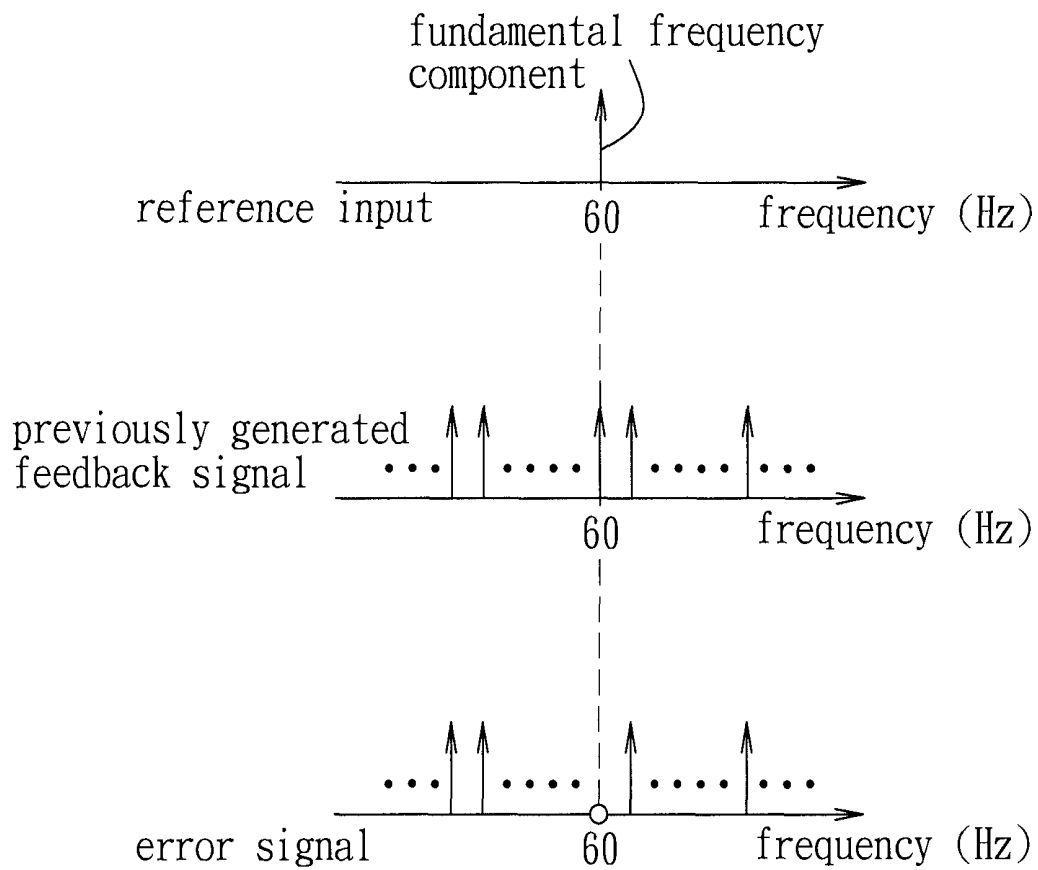 fundamental frequency
component
reference input
60
frequency (Hz)
previously generated
feedback signal
60
frequency (Hz)
error signal
60
frequency (Hz)